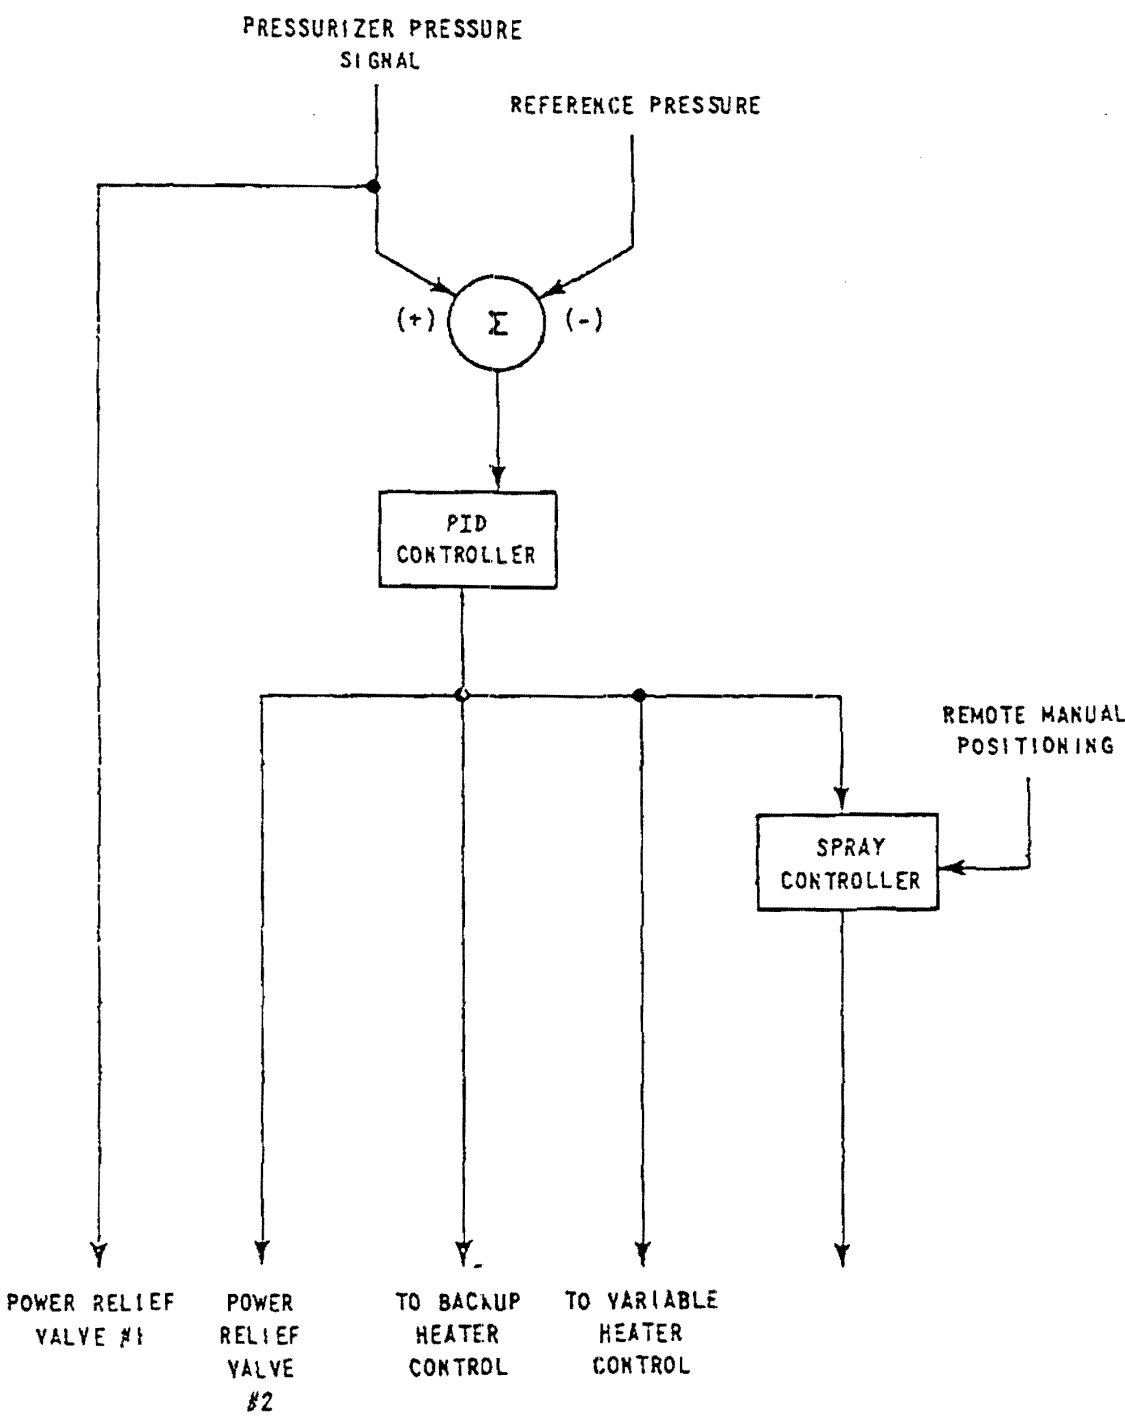 PRESSURIZER PRESSURE
SIGNAL
REFERENCE PRESSURE
(+)
Σ
(-)
PID
CONTROLLER
REMOTE MANUAL
POSITIONING
SPRAY
CONTROLLER
POWER RELIEF
VALVE #1
POWER
RELIEF
VALVE
#2
TO BACKUP
HEATER
CONTROL
TO VARIABLE
HEATER
CONTROL